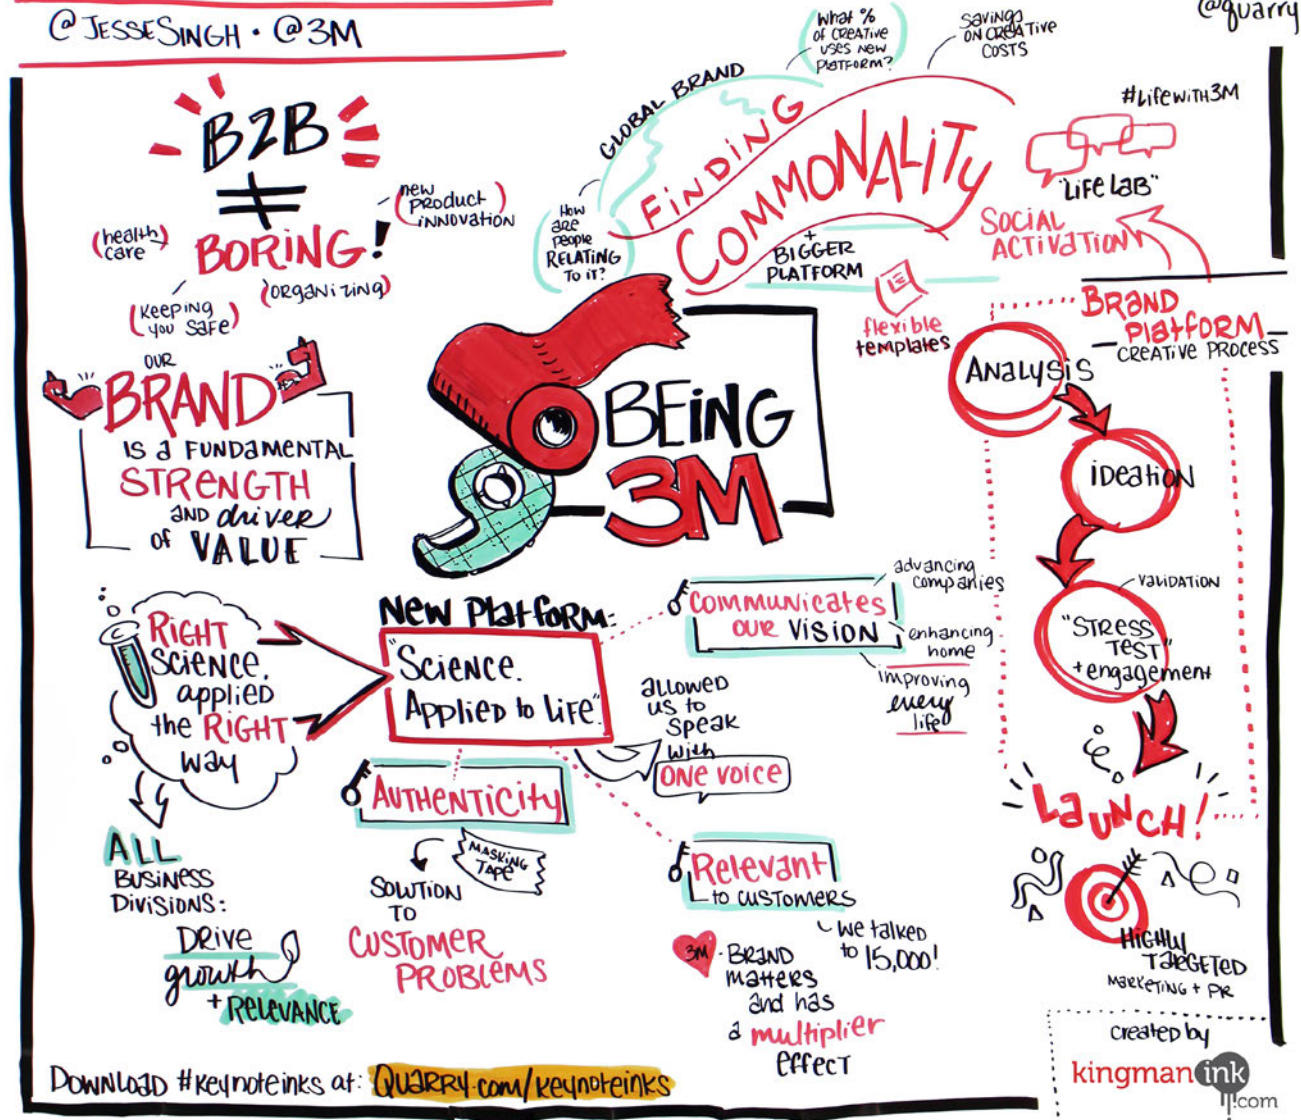 @JESSESINGH • @3M
@quarry
B2B
≠
BORING!
(health care)
(new PRODUCT INNOVATION
(keeping you safe)
(ORGANIZING)
OUR
BRAND
IS a FUNDAMENTAL
STRENGTH
AND driver
of VALUE
GLOBAL BRAND
What %
OF CREATIVE
USES NEW
PLATFORM?
SAVINGS
ON CREATIVE
COSTS
FINDING
COMMONALITY
How
are
people
RELATING
TO it?
+
BIGGER
PLATFORM
flexible
templates
#LifeWITH3M
"LIFE LAB"
SOCIAL
ACTIVATION
BEING
3M
BRAND
PLATFORM
CREATIVE PROCESS
ANALYSIS
iDEATION
VALIDATION
"STRESS
TEST"
+ engagement
LAUNCH!
HIGHLY
TARGETED
MARKETING + PR
RIGHT
SCIENCE,
applied
the RIGHT
way
ALL
BUSINESS
DIVISIONS:
DRIVE
growth
+ RELEVANCE
NEW PLATFORM:
"SCIENCE.
APPLIED to LIFE."
COMMUNICATES
OUR VISION
advancing
companies
enhancing
home
improving
every
life
allowed
us to
speak
with
ONE VOICE
AUTHENTICITY
MASKING
TAPE
SOLUTION
TO
CUSTOMER
PROBLEMS
Relevant
to CUSTOMERS
we talked
to 15,000!
3M • BRAND
matters
and has
a multiplier
EFFECT
DOWNLOAD #keynoteinks at: QUARRY.com/keynoteinks
created by
kingman ink
.com